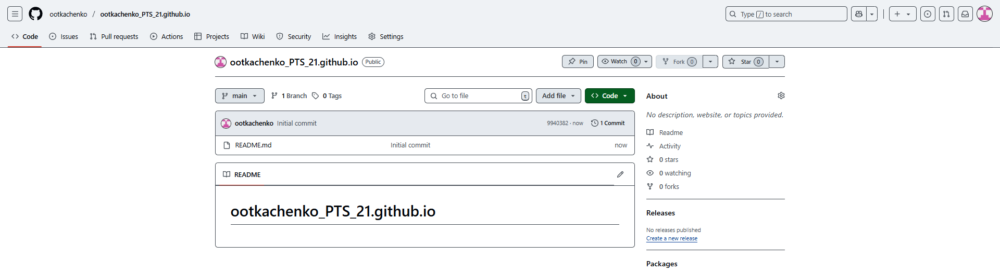 ootkachenko / ootkachenko_PTS_21.github.io
Type / to search
Code Issues Pull requests Actions Projects Wiki Security Insights Settings
ootkachenko_PTS_21.github.io Public
Pin Watch 0 Fork 0 Star 0
main 1 Branch 0 Tags
Go to file t Add file Code
ootkachenko Initial commit 9940382 · now 1 Commit
README.md Initial commit now
README
ootkachenko_PTS_21.github.io
About
No description, website, or topics provided.
Readme
Activity
0 stars
0 watching
0 forks
Releases
No releases published
Create a new release
Packages